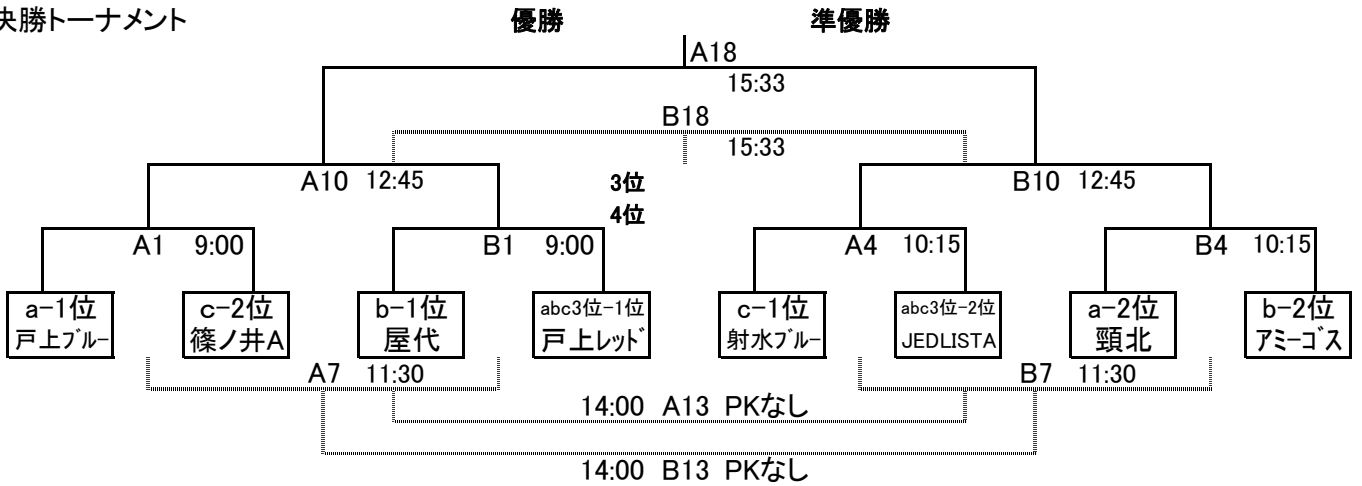 決勝トーナメント 優勝 準優勝
A18
15:33
B18
15:33
A10 12:45 3位 B10 12:45
4位
A1 9:00 B1 9:00 A4 10:15 B4 10:15
a-1位 c-2位 b-1位 abc3位-1位 c-1位 abc3位-2位 a-2位 b-2位
戸上ブルー 篠ノ井A 屋代 戸上レッド 射水ブルー JEDLISTA 頸北 アミーゴス
A7 11:30 B7 11:30
14:00 A13 PKなし
14:00 B13 PKなし